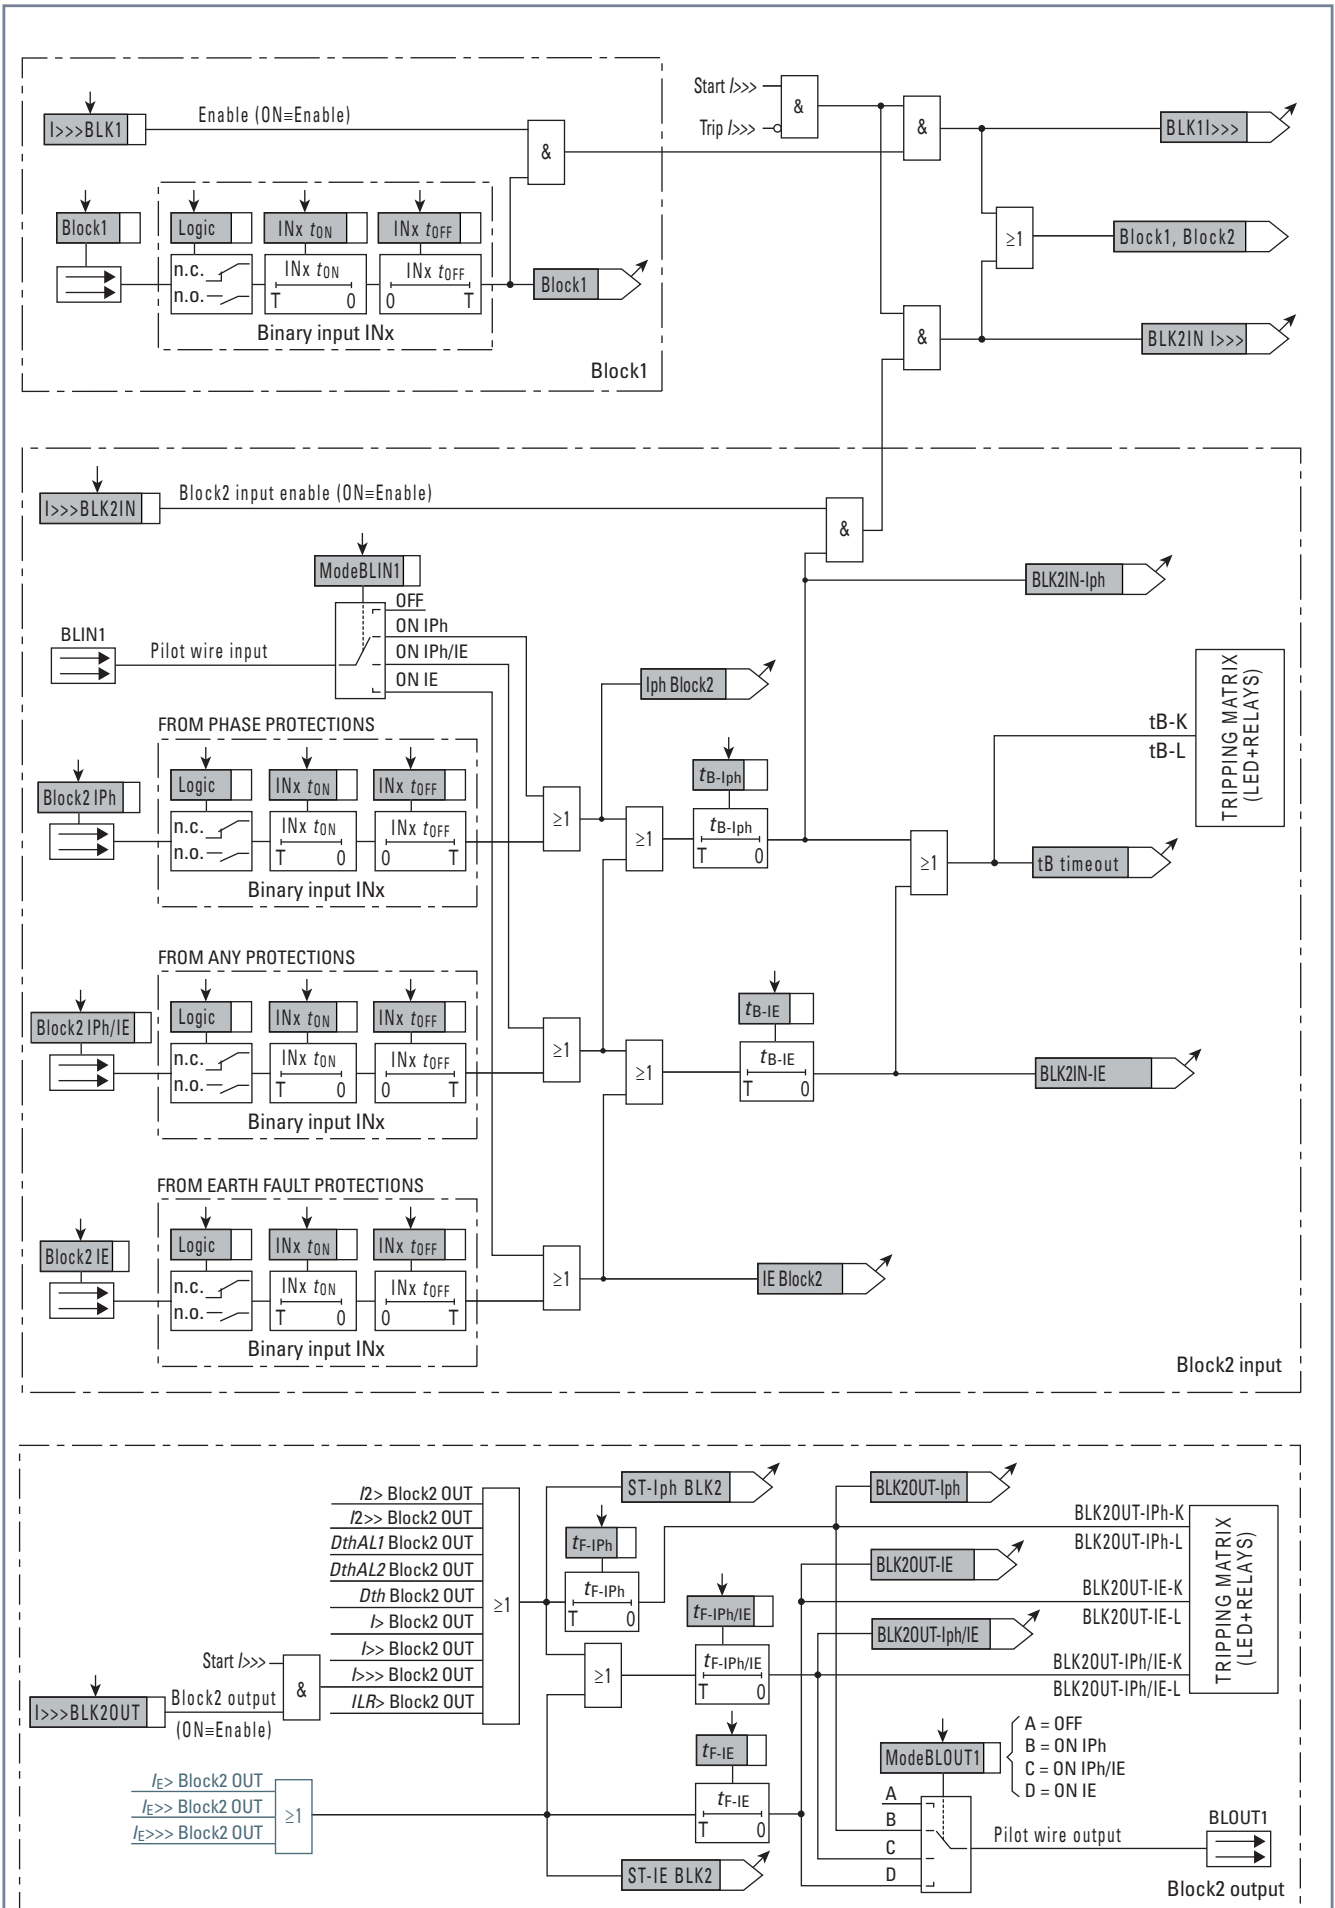 Start I>>>
&
Trip I>>>
I>>>BLK1
Enable (ON≡Enable)
&
&
BLK1I>>>
Block1
Logic
INx tON
INx tOFF
n.c.
n.o.
INx tON
T 0
INx tOFF
0 T
Binary input INx
Block1
Block1
≥1
Block1, Block2
&
BLK2IN I>>>
I>>>BLK2IN
Block2 input enable (ON≡Enable)
&
ModeBLIN1
OFF
ON IPh
ON IPh/IE
ON IE
BLIN1
Pilot wire input
BLK2IN-Iph
Iph Block2
TRIPPING MATRIX
(LED+RELAYS)
tB-K
tB-L
FROM PHASE PROTECTIONS
Block2 IPh
Logic
INx tON
INx tOFF
n.c.
n.o.
INx tON
T 0
INx tOFF
0 T
Binary input INx
≥1
≥1
tB-Iph
tB-Iph
T 0
≥1
tB timeout
FROM ANY PROTECTIONS
Block2 IPh/IE
Logic
INx tON
INx tOFF
n.c.
n.o.
INx tON
T 0
INx tOFF
0 T
Binary input INx
≥1
≥1
tB-IE
tB-IE
T 0
BLK2IN-IE
FROM EARTH FAULT PROTECTIONS
Block2 IE
Logic
INx tON
INx tOFF
n.c.
n.o.
INx tON
T 0
INx tOFF
0 T
Binary input INx
≥1
IE Block2
Block2 input
I2> Block2 OUT
I2>> Block2 OUT
DthAL1 Block2 OUT
DthAL2 Block2 OUT
Dth Block2 OUT
I> Block2 OUT
I>> Block2 OUT
I>>> Block2 OUT
ILR> Block2 OUT
≥1
Start I>>>
&
I>>>BLK2OUT
Block2 output
(ON≡Enable)
IE> Block2 OUT
IE>> Block2 OUT
IE>>> Block2 OUT
≥1
ST-Iph BLK2
tF-IPh
tF-IPh
T 0
≥1
tF-IPh/IE
tF-IPh/IE
T 0
tF-IE
tF-IE
T 0
ST-IE BLK2
BLK2OUT-Iph
BLK2OUT-IE
BLK2OUT-Iph/IE
BLK2OUT-IPh-K
BLK2OUT-IPh-L
BLK2OUT-IE-K
BLK2OUT-IE-L
BLK2OUT-IPh/IE-K
BLK2OUT-IPh/IE-L
TRIPPING MATRIX
(LED+RELAYS)
ModeBLOUT1
A = OFF
B = ON IPh
C = ON IPh/IE
D = ON IE
A
B
C
D
Pilot wire output
BLOUT1
Block2 output